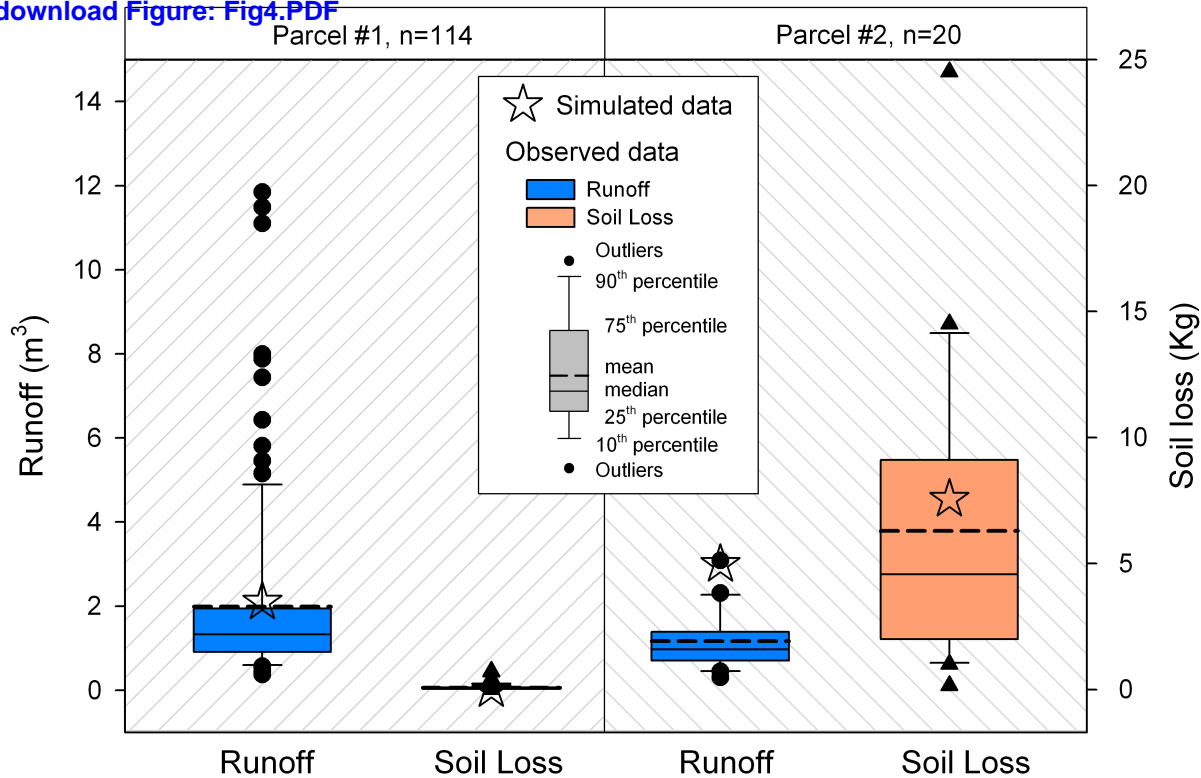 download Figure: Fig4.PDF
Parcel #1, n=114
Parcel #2, n=20
Simulated data
Observed data
Runoff
Soil Loss
Outliers
90th percentile
75th percentile
mean
median
25th percentile
10th percentile
Outliers
Runoff (m3)
14
12
10
8
6
4
2
0
25
20
15
10
5
0
Soil loss (Kg)
Runoff
Soil Loss
Runoff
Soil Loss